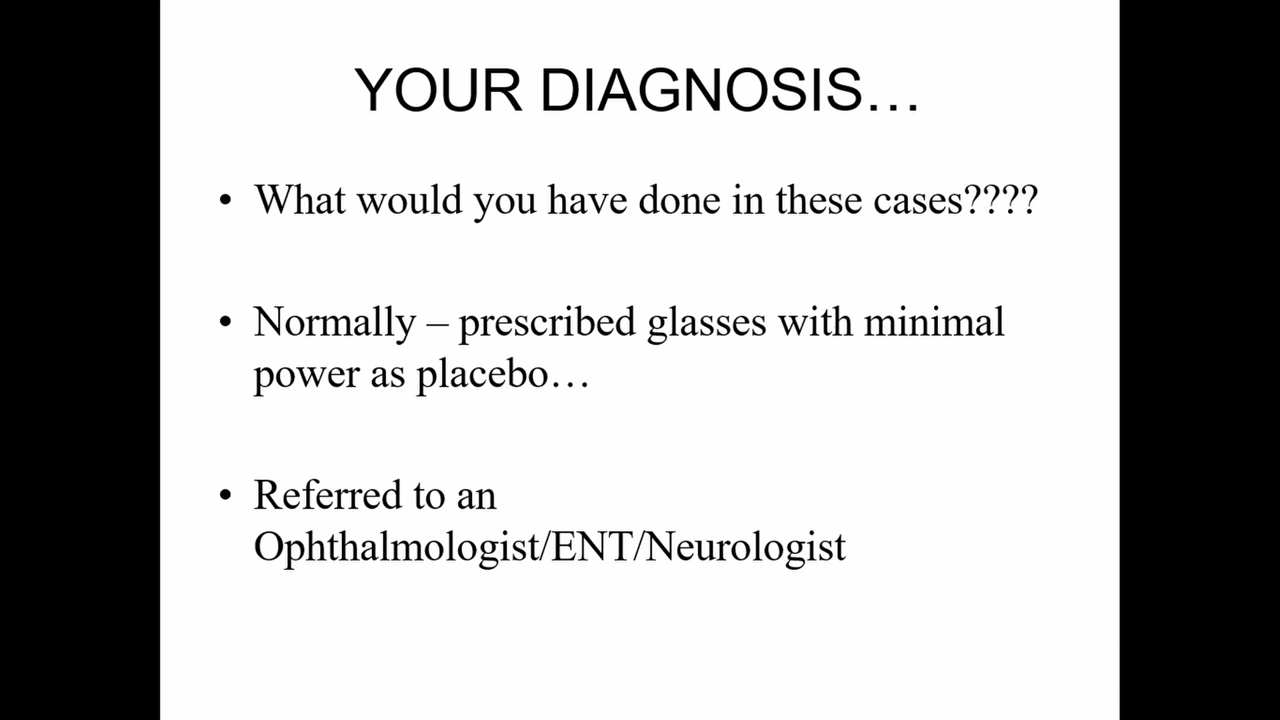 YOUR DIAGNOSIS…
• What would you have done in these cases????
• Normally – prescribed glasses with minimal
power as placebo…
• Referred to an
Ophthalmologist/ENT/Neurologist